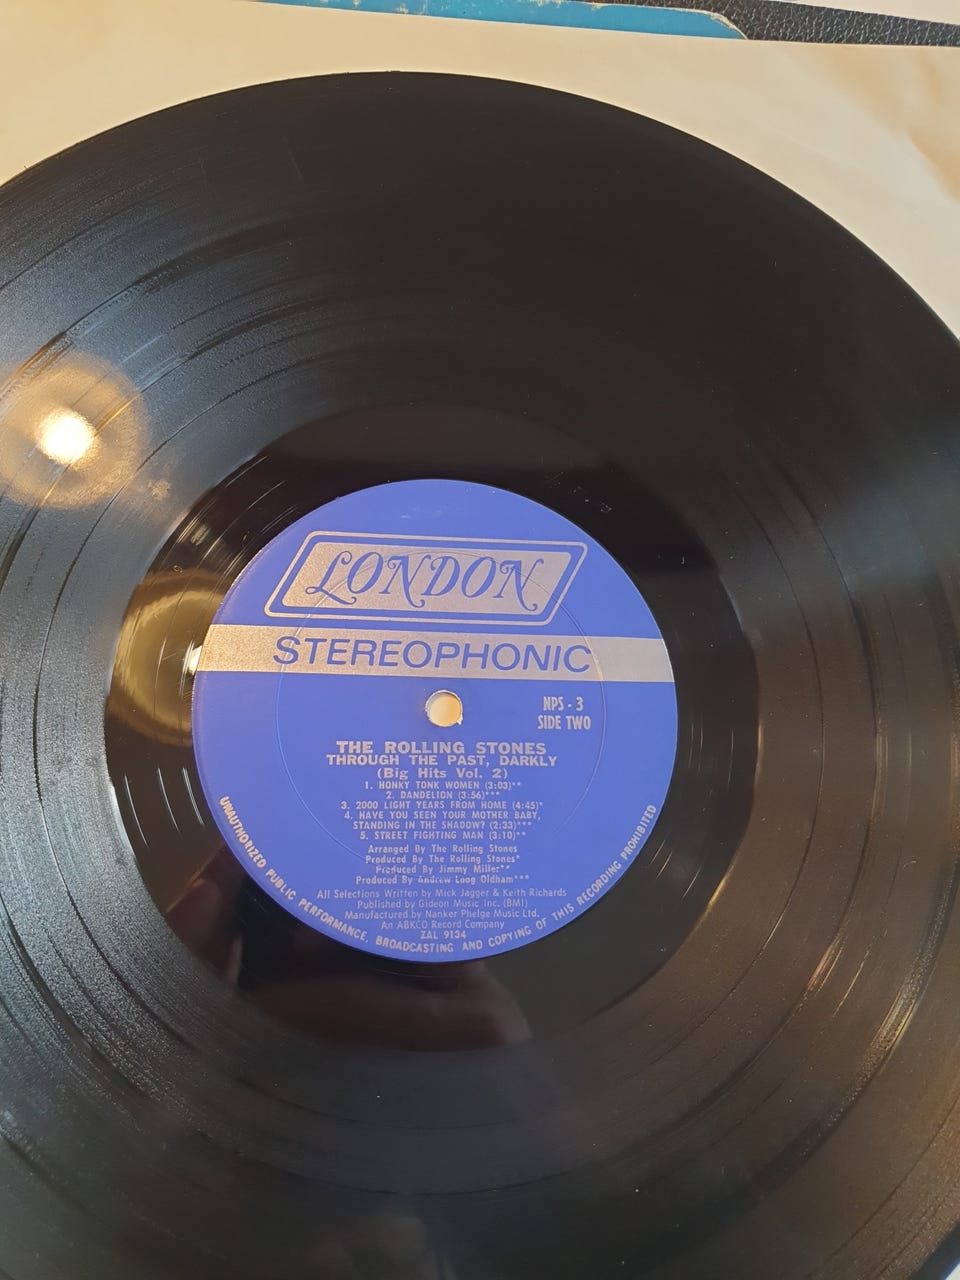 LONDON
STEREOPHONIC
NPS - 3
SIDE TWO
THE ROLLING STONES
THROUGH THE PAST, DARKLY
(Big Hits Vol. 2)
1. HONKY TONK WOMEN (3:03)**
2. DANDELION (3:56)***
3. 2000 LIGHT YEARS FROM HOME (4:45)*
4. HAVE YOU SEEN YOUR MOTHER BABY,
STANDING IN THE SHADOW? (2:33)***
5. STREET FIGHTING MAN (3:10)**
Arranged By The Rolling Stones
Produced By The Rolling Stones*
Produced By Jimmy Miller**
Produced By Andrew Loog Oldham***
All Selections Written by Mick Jagger & Keith Richards
Published by Gideon Music Inc. (BMI)
Manufactured by Nanker Phelge Music Ltd.
An ABKCO Record Company
ZAL 9134
UNAUTHORIZED PUBLIC PERFORMANCE, BROADCASTING AND COPYING OF THIS RECORDING PROHIBITED